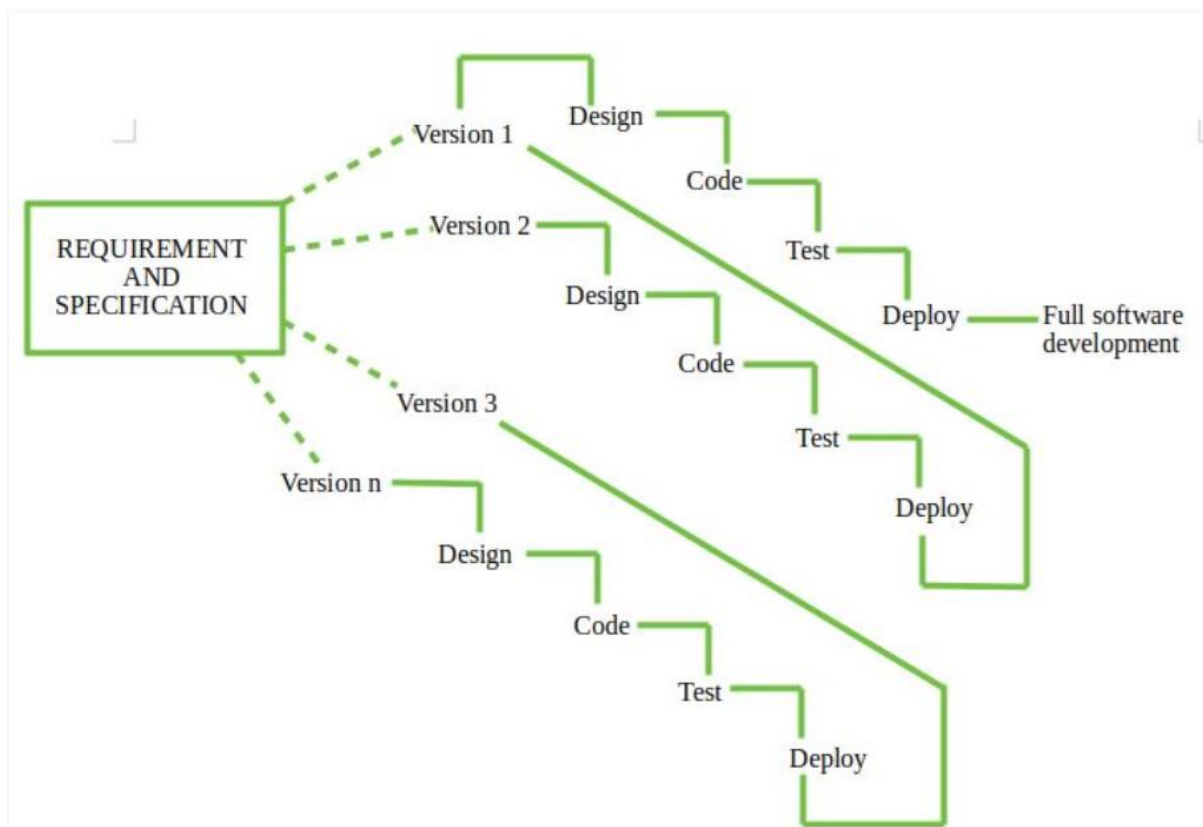 REQUIREMENT
AND
SPECIFICATION
Version 1
Design
Code
Test
Deploy
Full software
development
Version 2
Design
Code
Test
Deploy
Version 3
Version n
Design
Code
Test
Deploy